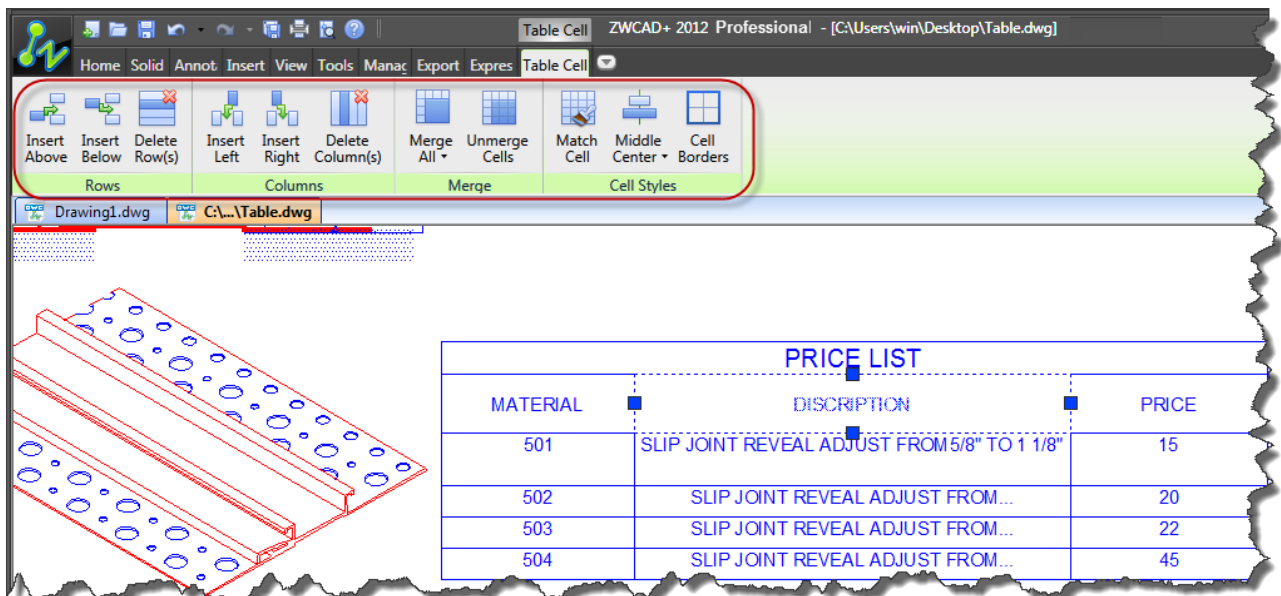 Table Cell ZWCAD+ 2012 Professional - [C:\Users\win\Desktop\Table.dwg]
Home Solid Annot Insert View Tools Manag Export Expres Table Cell
Insert Above Insert Below Delete Row(s) Insert Left Insert Right Delete Column(s) Merge All Unmerge Cells Match Cell Middle Center Cell Borders
Rows Columns Merge Cell Styles
Drawing1.dwg C:\...\Table.dwg
PRICE LIST
MATERIAL DISCRIPTION PRICE
501 SLIP JOINT REVEAL ADJUST FROM 5/8" TO 1 1/8" 15
502 SLIP JOINT REVEAL ADJUST FROM... 20
503 SLIP JOINT REVEAL ADJUST FROM... 22
504 SLIP JOINT REVEAL ADJUST FROM... 45